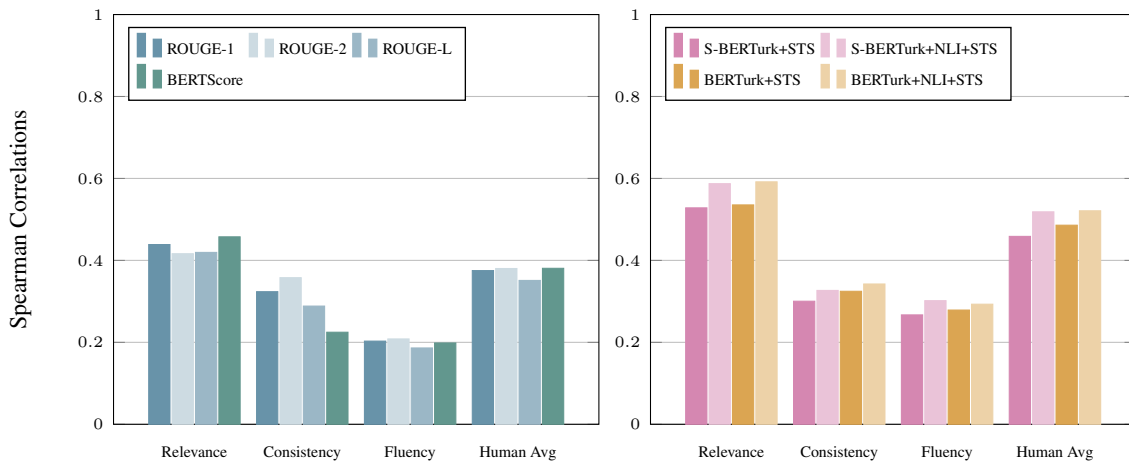 Spearman Correlations
1
0.8
0.6
0.4
0.2
0
ROUGE-1 ROUGE-2 ROUGE-L
BERTScore
Relevance Consistency Fluency Human Avg
1
0.8
0.6
0.4
0.2
0
S-BERTurk+STS S-BERTurk+NLI+STS
BERTurk+STS BERTurk+NLI+STS
Relevance Consistency Fluency Human Avg